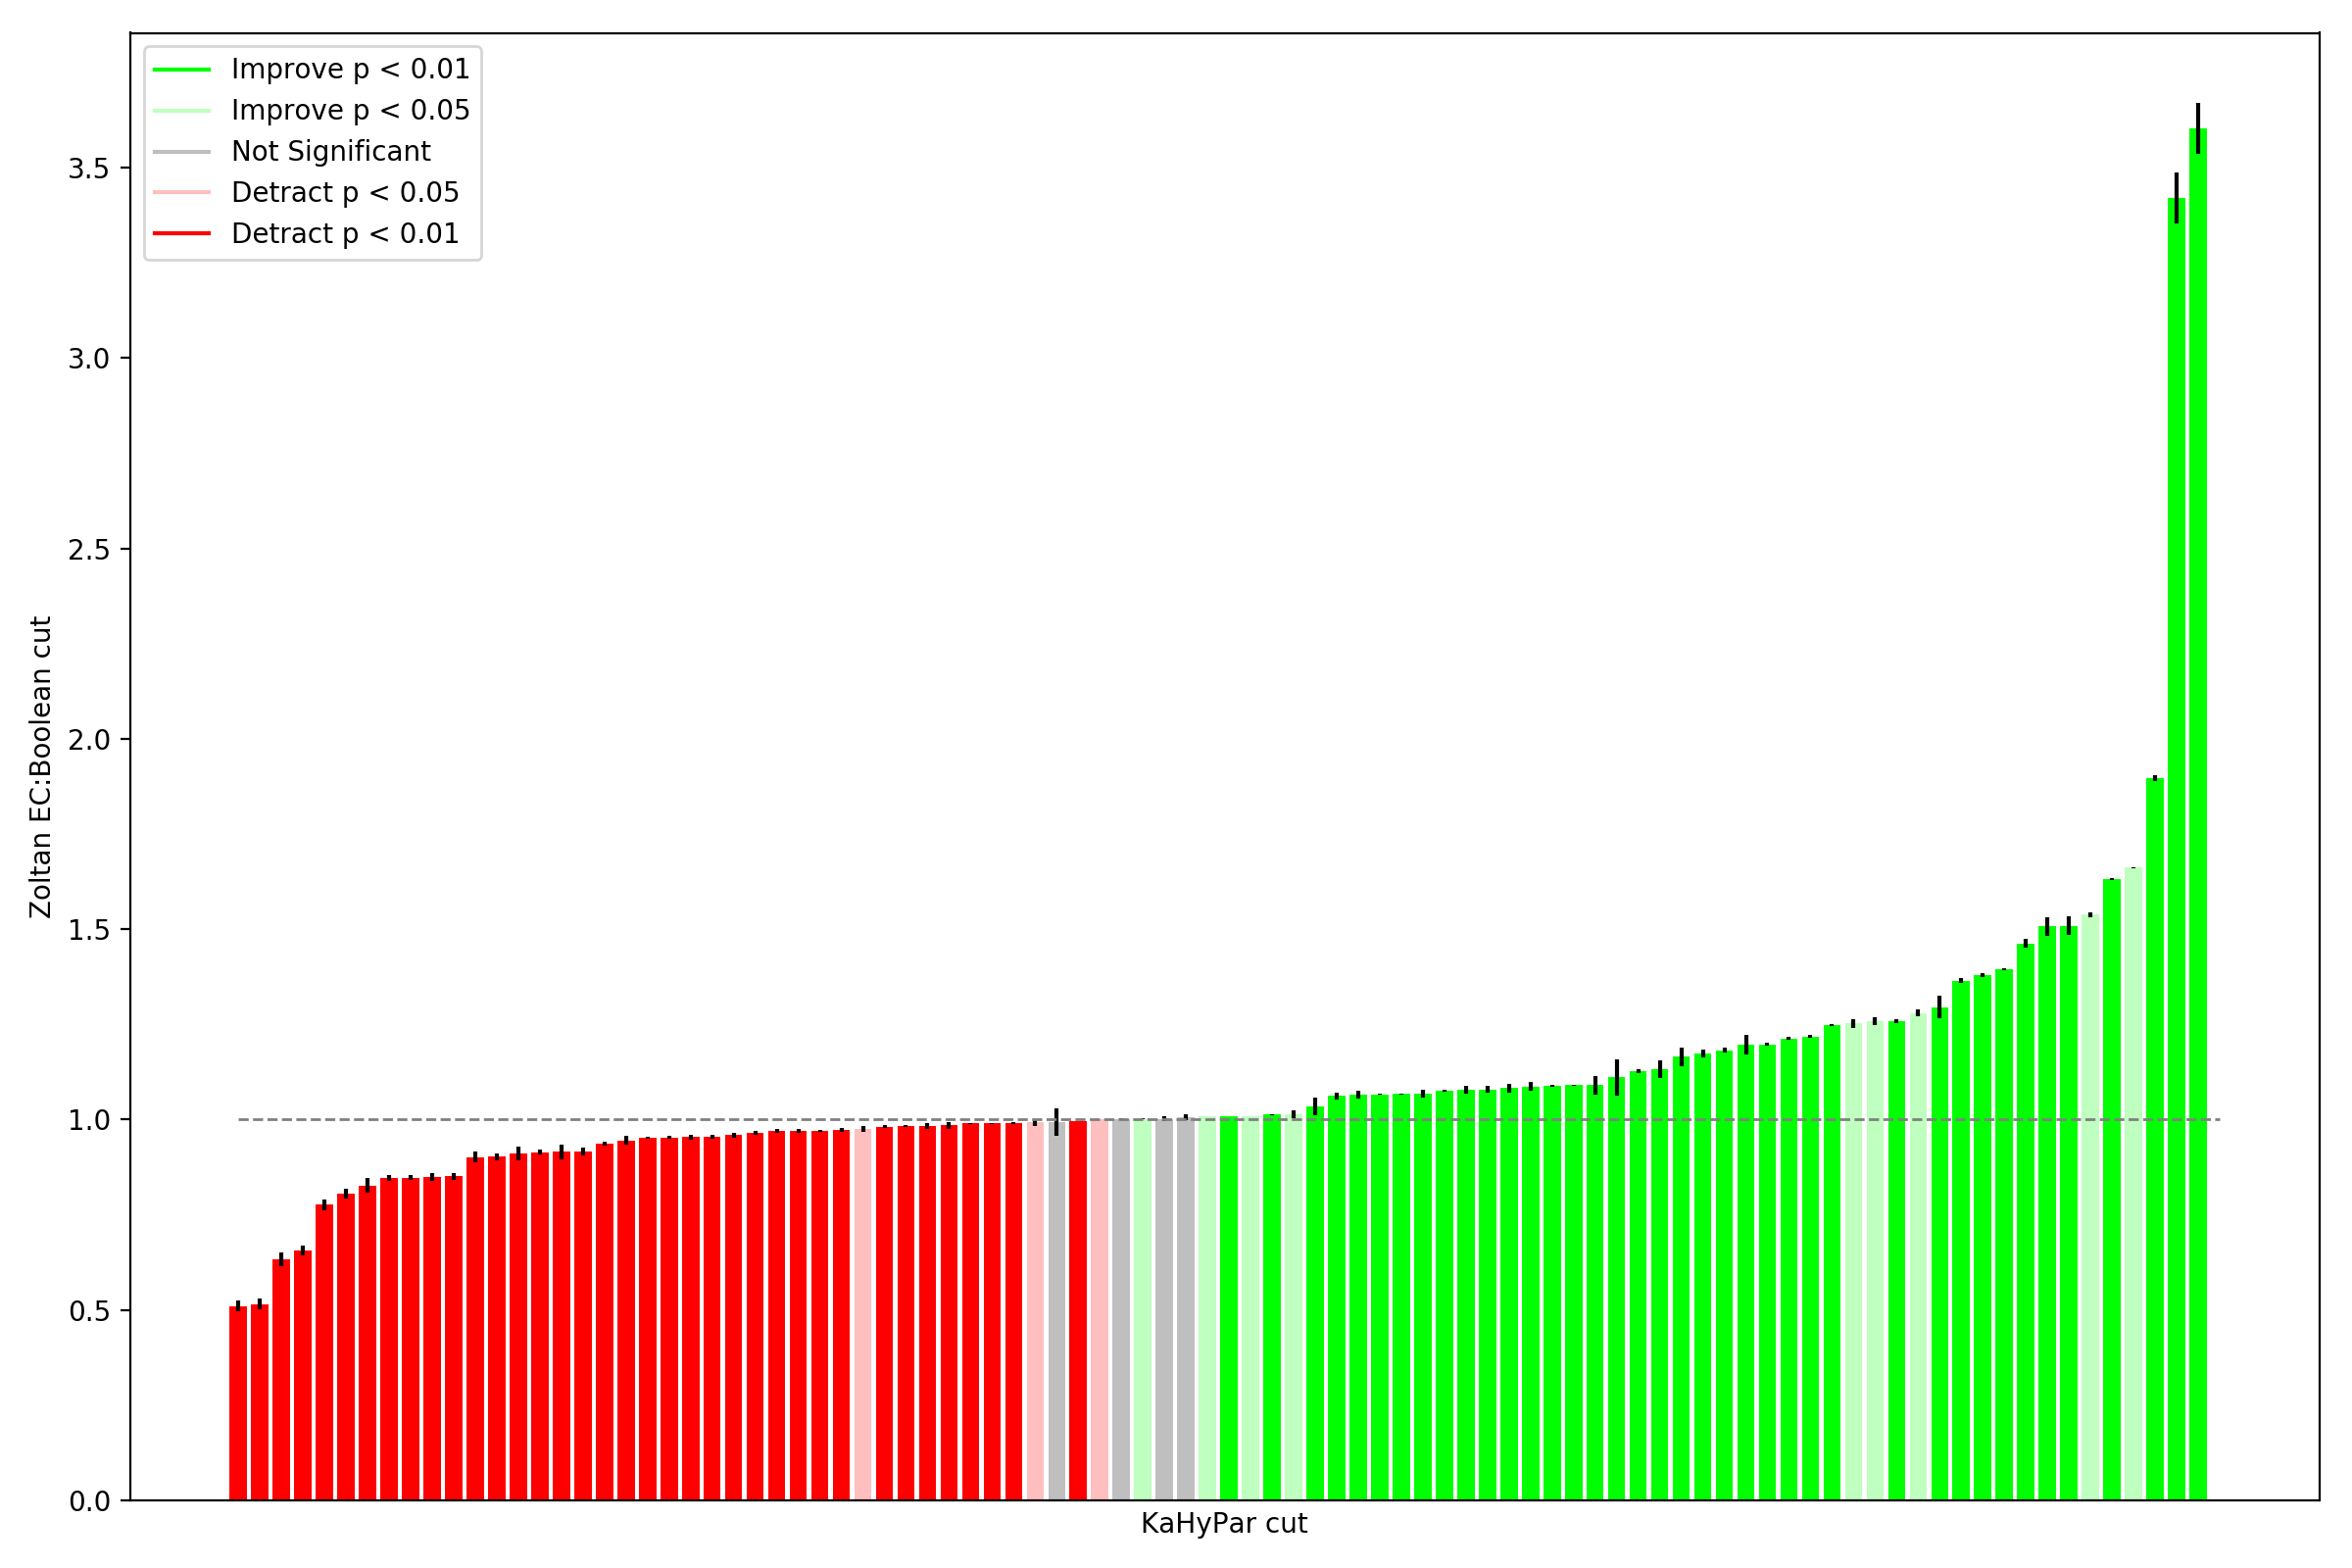 Improve p < 0.01
Improve p < 0.05
Not Significant
Detract p < 0.05
Detract p < 0.01
3.5
3.0
2.5
2.0
1.5
1.0
0.5
0.0
Zoltan EC:Boolean cut
KaHyPar cut